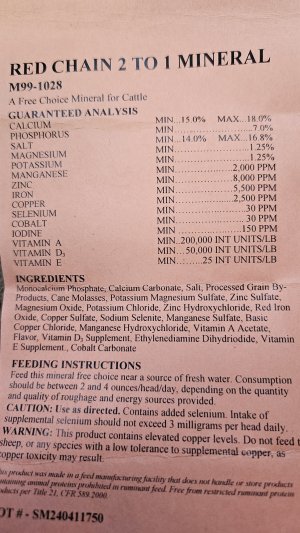 RED CHAIN 2 TO 1 MINERAL
M99-1028
A Free Choice Mineral for Cattle
GUARANTEED ANALYSIS
CALCIUM MIN...15.0% MAX...18.0%
PHOSPHORUS MIN..............................7.0%
SALT MIN...14.0% MAX...16.8%
MAGNESIUM MIN............................1.25%
POTASSIUM MIN............................1.25%
MANGANESE MIN.....................2,000 PPM
ZINC MIN.....................8,000 PPM
IRON MIN.....................5,500 PPM
COPPER MIN.....................2,500 PPM
SELENIUM MIN..........................30 PPM
COBALT MIN..........................30 PPM
IODINE MIN........................150 PPM
VITAMIN A MIN..200,000 INT UNITS/LB
VITAMIN D3 MIN....50,000 INT UNITS/LB
VITAMIN E MIN..........25 INT UNITS/LB
INGREDIENTS
Monocalcium Phosphate, Calcium Carbonate, Salt, Processed Grain By-
Products, Cane Molasses, Potassium Magnesium Sulfate, Zinc Sulfate,
Magnesium Oxide, Potassium Chloride, Zinc Hydroxychloride, Red Iron
Oxide, Copper Sulfate, Sodium Selenite, Manganese Sulfate, Basic
Copper Chloride, Manganese Hydroxychloride, Vitamin A Acetate,
Flavor, Vitamin D3 Supplement, Ethylenediamine Dihydriodide, Vitamin
E Supplement., Cobalt Carbonate
FEEDING INSTRUCTIONS
Feed this mineral free choice near a source of fresh water. Consumption
should be between 2 and 4 ounces/head/day, depending on the quantity
and quality of roughage and energy sources provided.
CAUTION: Use as directed. Contains added selenium. Intake of
supplemental selenium should not exceed 3 milligrams per head daily.
WARNING: This product contains elevated copper levels. Do not feed t
sheep, or any species with a low tolerance to supplemental copper, as
copper toxicity may result.
his product was made in a feed manufacturing facility that does not handle or store products
ontaining animal proteins prohibited in ruminant feed. Free from restricted ruminant protein
oducts per Title 21, CFR 589.2000.
OT # - SM240411750